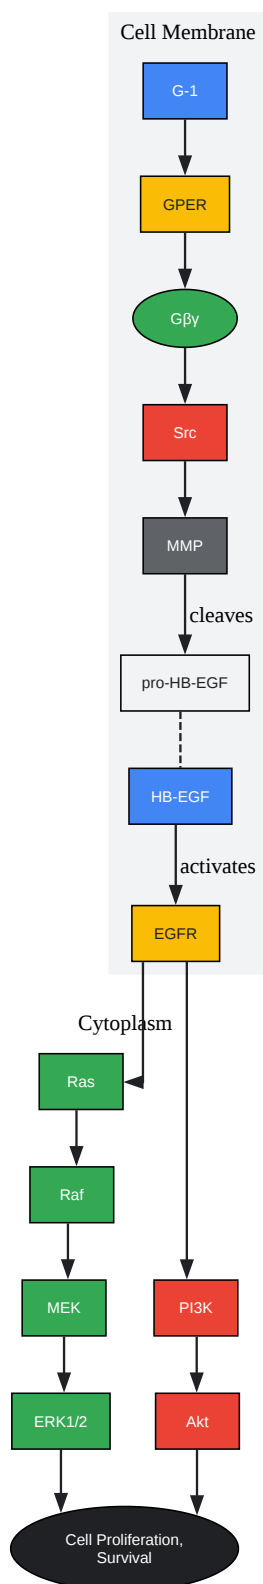 Cell Membrane
G-1
GPER
Gβγ
Src
MMP
cleaves
pro-HB-EGF
HB-EGF
activates
EGFR
Cytoplasm
Ras
Raf
MEK
PI3K
ERK1/2
Akt
Cell Proliferation,
Survival